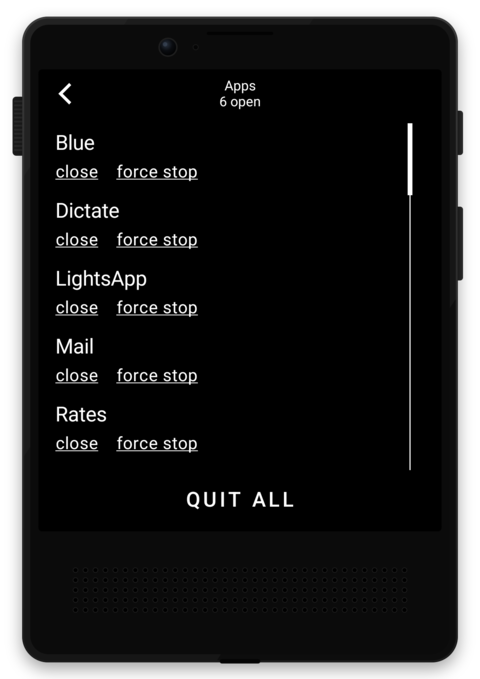 Apps
6 open
Blue
close force stop
Dictate
close force stop
LightsApp
close force stop
Mail
close force stop
Rates
close force stop
QUIT ALL